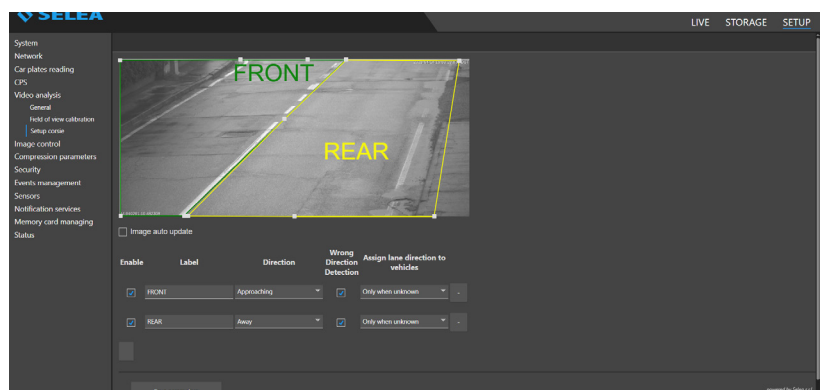 SELEA
LIVE STORAGE SETUP
System
Network
Car plates reading
CPS
Video analysis
General
Field of view calibration
Setup corsie
Image control
Compression parameters
Security
Events management
Sensors
Notification services
Memory card managing
Status
FRONT
REAR
Image auto update
Enable Label Direction Wrong Direction Detection Assign lane direction to vehicles
FRONT Approaching Only when unknown -
REAR Away Only when unknown -
powered by Selea s.r.l.